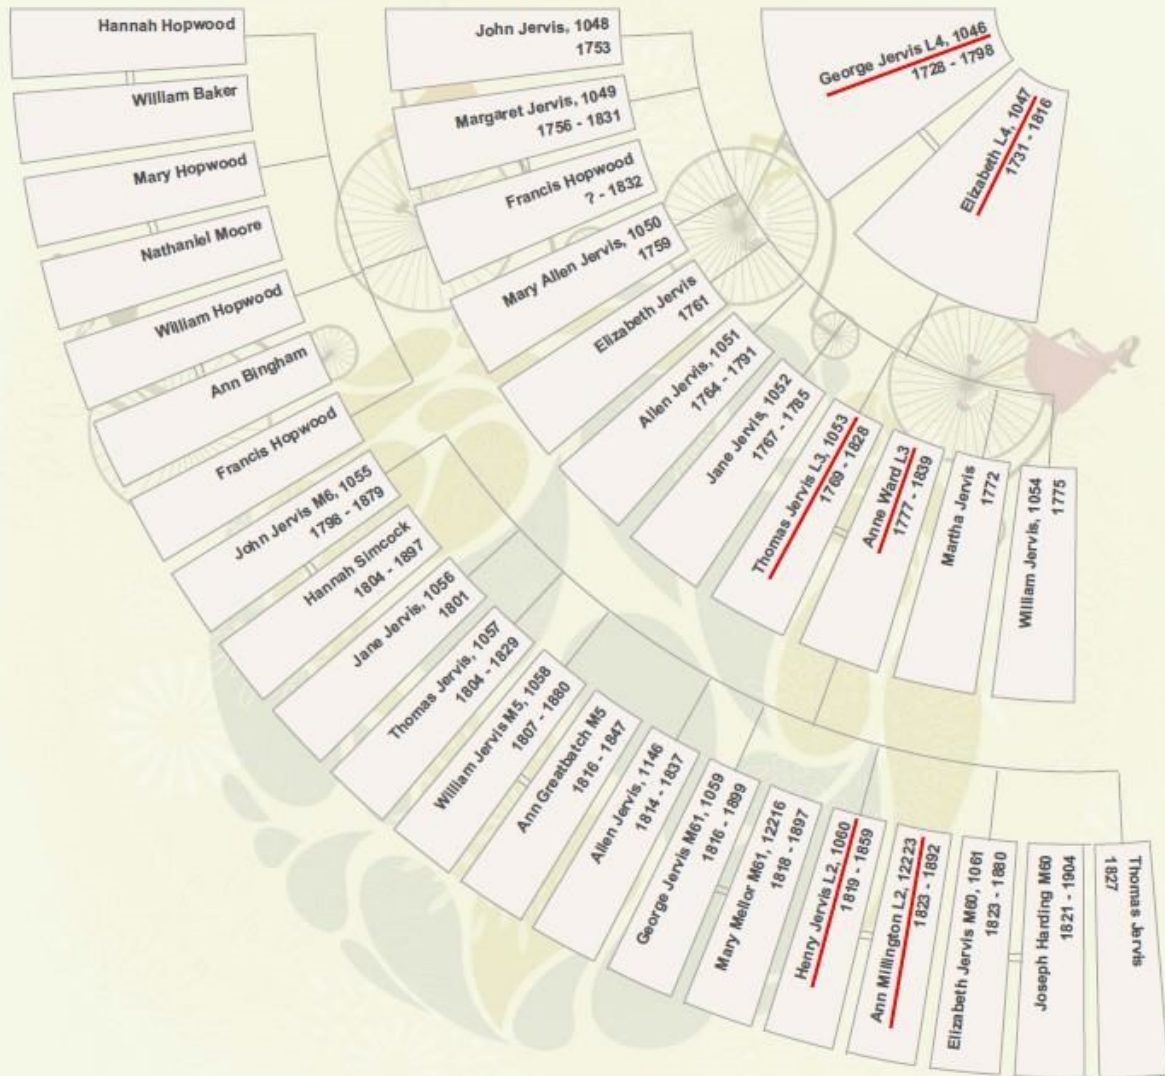 Hannah Hopwood
William Baker
Mary Hopwood
Nathaniel Moore
William Hopwood
Ann Bingham
Francis Hopwood
John Jervis M6, 1055
1798 - 1879
Hannah Simcock
1804 - 1897
Jane Jervis, 1056
1801
Thomas Jervis, 1057
1804 - 1829
William Jervis M5, 1058
1807 - 1880
Ann Greatbatch M5
1816 - 1847
Allen Jervis, 1146
1814 - 1837
George Jervis M61, 1059
1816 - 1899
Mary Mellor M61, 12216
1818 - 1897
Henry Jervis L2, 1060
1819 - 1859
Ann Millington L2, 12223
1823 - 1892
Elizabeth Jervis M60, 1061
1823 - 1880
Joseph Harding M60
1821 - 1904
Thomas Jervis
1827
John Jervis, 1048
1753
Margaret Jervis, 1049
1756 - 1831
Francis Hopwood
? - 1832
Mary Allen Jervis, 1050
1759
Elizabeth Jervis
1761
Allen Jervis, 1051
1764 - 1791
Jane Jervis, 1052
1767 - 1785
Thomas Jervis L3, 1053
1769 - 1828
Anne Ward L3
1777 - 1839
Martha Jervis
1772
William Jervis, 1054
1775
George Jervis L4, 1046
1728 - 1798
Elizabeth L4, 1047
1731 - 1816